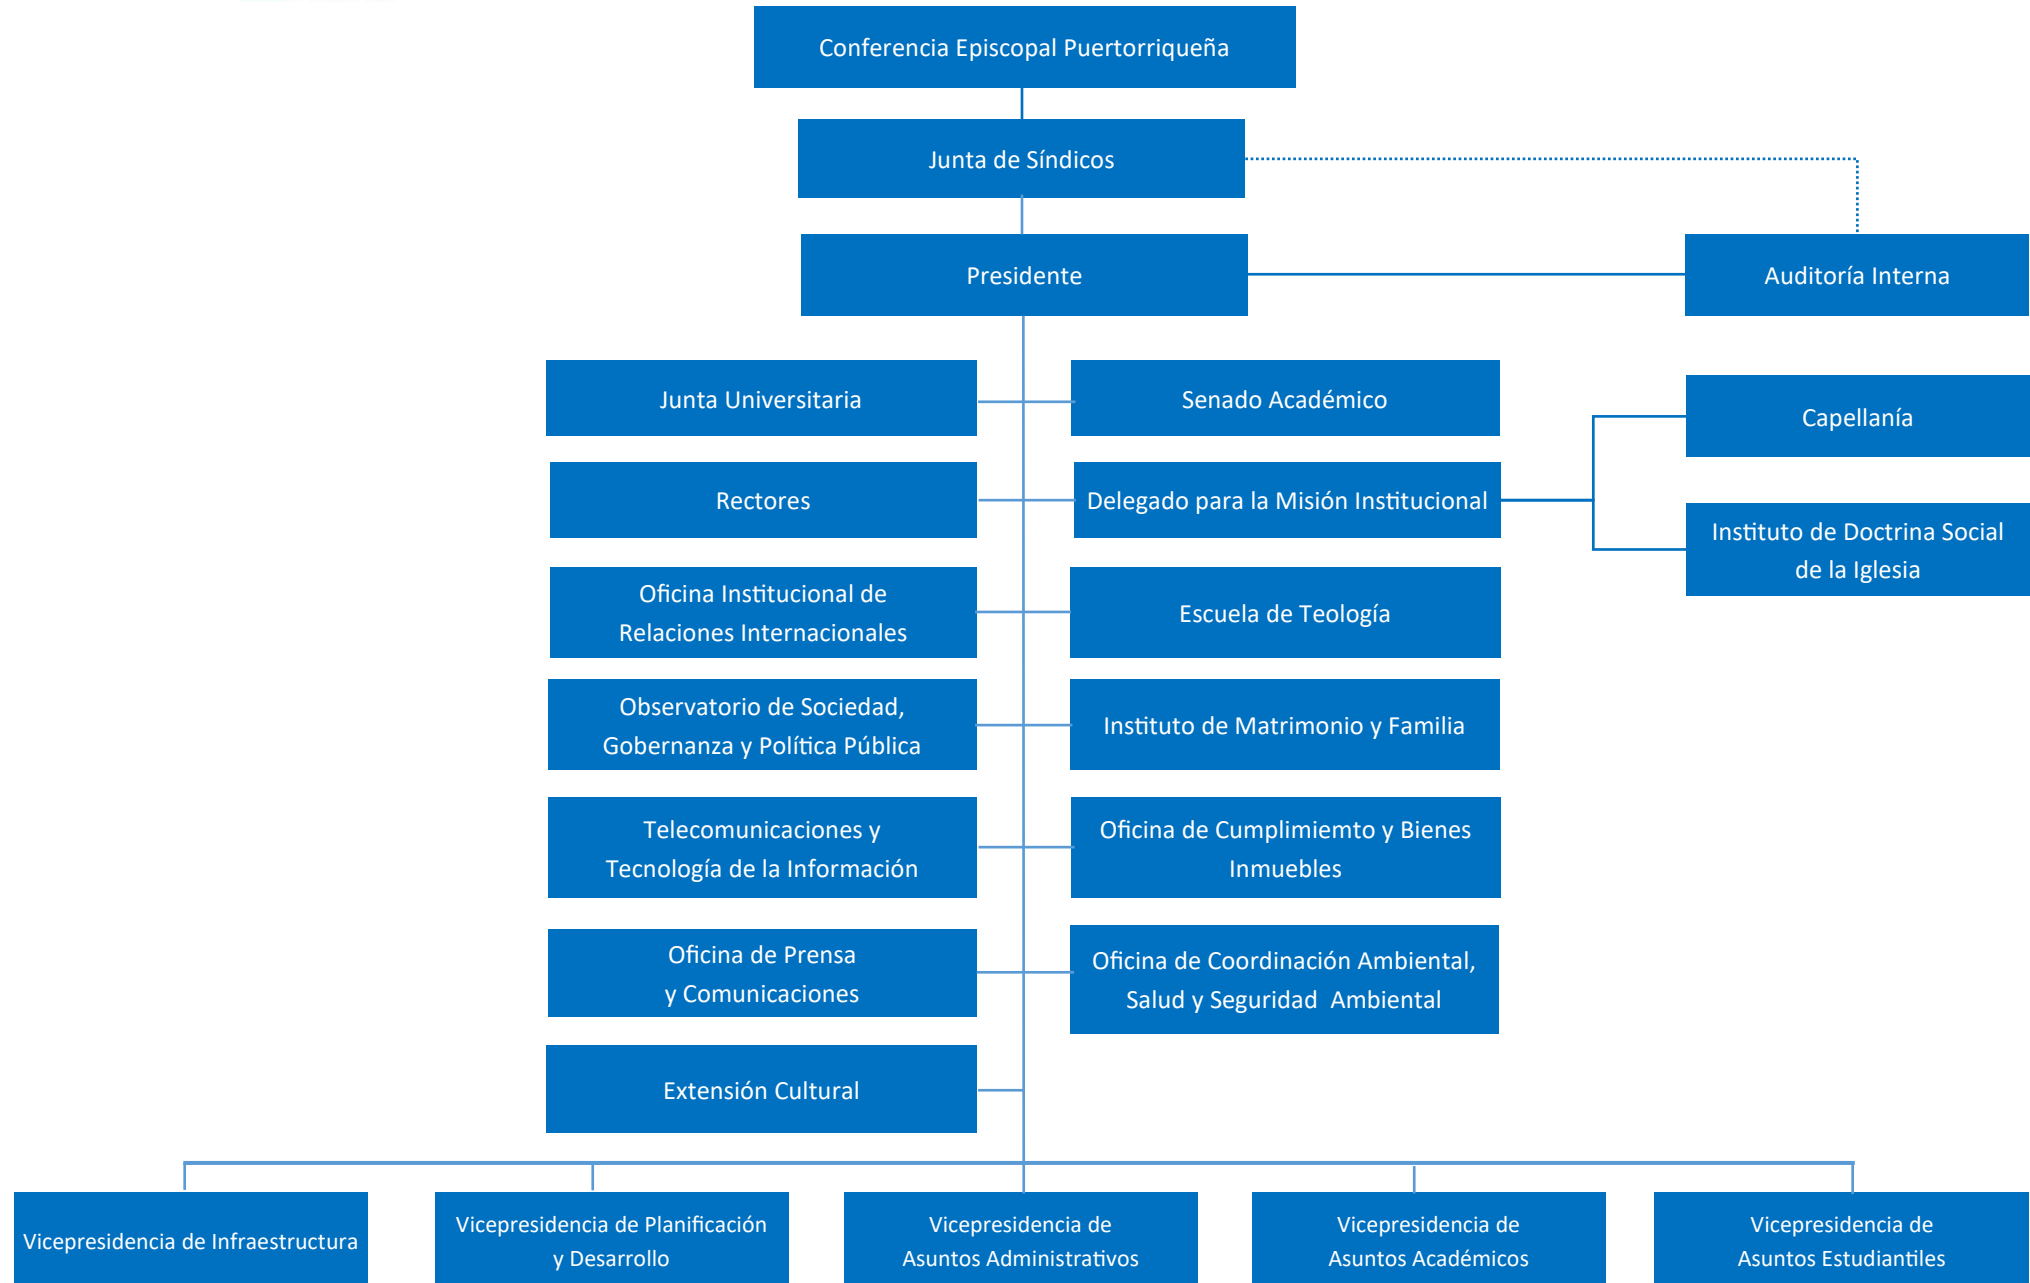 Conferencia Episcopal Puertorriqueña
Junta de Síndicos
Presidente
Auditoría Interna
Junta Universitaria
Senado Académico
Capellanía
Rectores
Delegado para la Misión Institucional
Instituto de Doctrina Social
de la Iglesia
Oficina Institucional de
Relaciones Internacionales
Escuela de Teología
Observatorio de Sociedad,
Gobernanza y Política Pública
Instituto de Matrimonio y Familia
Telecomunicaciones y
Tecnología de la Información
Oficina de Cumplimiemto y Bienes
Inmuebles
Oficina de Prensa
y Comunicaciones
Oficina de Coordinación Ambiental,
Salud y Seguridad Ambiental
Extensión Cultural
Vicepresidencia de Infraestructura
Vicepresidencia de Planificación
y Desarrollo
Vicepresidencia de
Asuntos Administrativos
Vicepresidencia de
Asuntos Académicos
Vicepresidencia de
Asuntos Estudiantiles